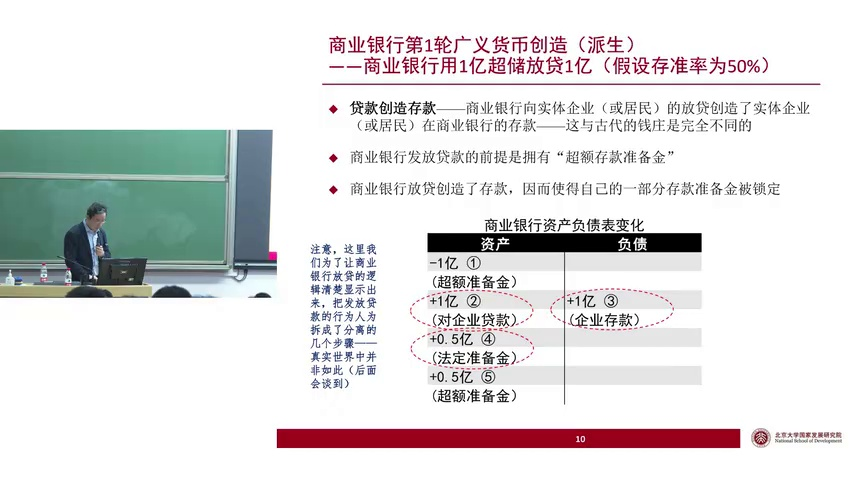 商业银行第1轮广义货币创造（派生）
——商业银行用1亿超储放贷1亿（假设存准率为50%）
◆ 贷款创造存款——商业银行向实体企业（或居民）的放贷创造了实体企业
（或居民）在商业银行的存款——这与古代的钱庄是完全不同的
◆ 商业银行发放贷款的前提是拥有“超额存款准备金”
◆ 商业银行放贷创造了存款，因而使得自己的一部分存款准备金被锁定
注意，这里我
们为了让商业
银行放贷的逻
辑清楚显示出
来，把发放贷
款的行为人为
拆成了分离的
几个步骤——
真实世界中并
非如此（后面
会谈到）
商业银行资产负债表变化
资产 负债
-1亿 ①
(超额准备金)
+1亿 ② +1亿 ③
(对企业贷款) (企业存款)
+0.5亿 ④
(法定准备金)
+0.5亿 ⑤
(超额准备金)
10
北京大学国家发展研究院
National School of Development